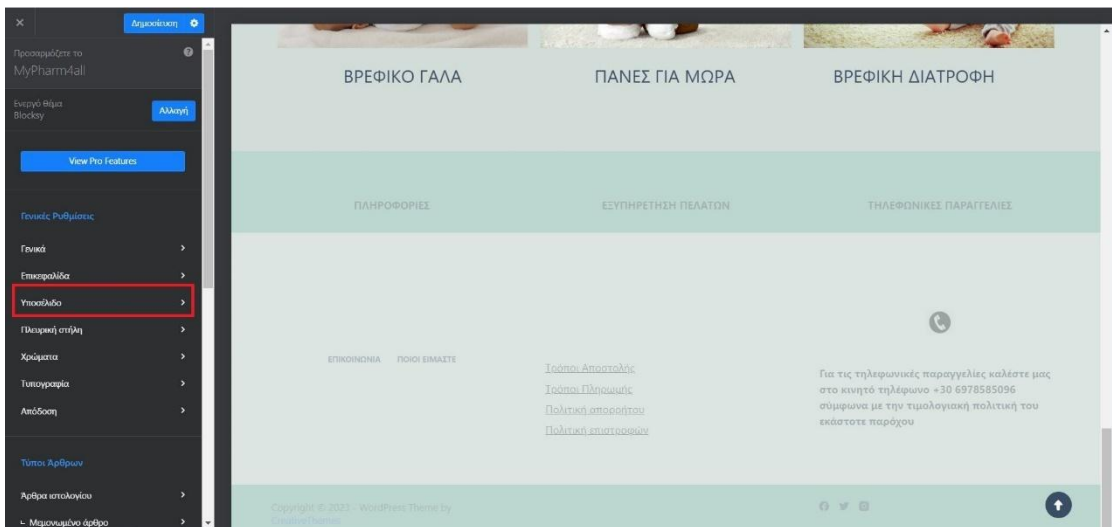 Δημοσίευση
Προσαρμόζετε το
MyPharm4all
Ενεργό θέμα
Blocksy
Αλλαγή
View Pro Features
Γενικές Ρυθμίσεις
Γενικά
Επικεφαλίδα
Υποσέλιδο
Πλευρική στήλη
Χρώματα
Τυπογραφία
Απόδοση
Τύποι Άρθρων
Άρθρα ιστολογίου
Μεμονωμένο άρθρο
ΒΡΕΦΙΚΟ ΓΑΛΑ
ΠΑΝΕΣ ΓΙΑ ΜΩΡΑ
ΒΡΕΦΙΚΗ ΔΙΑΤΡΟΦΗ
ΠΛΗΡΟΦΟΡΙΕΣ
ΕΞΥΠΗΡΕΤΗΣΗ ΠΕΛΑΤΩΝ
ΤΗΛΕΦΩΝΙΚΕΣ ΠΑΡΑΓΓΕΛΙΕΣ
ΕΠΙΚΟΙΝΩΝΙΑ ΠΟΙΟΙ ΕΙΜΑΣΤΕ
Τρόποι Αποστολής
Τρόποι Πληρωμής
Πολιτική απορρήτου
Πολιτική επιστροφών
Για τις τηλεφωνικές παραγγελίες καλέστε μας
στο κινητό τηλέφωνο +30 6978585096
σύμφωνα με την τιμολογιακή πολιτική του
εκάστοτε παρόχου
Copyright © 2023 - WordPress Theme by
CreativeThemes